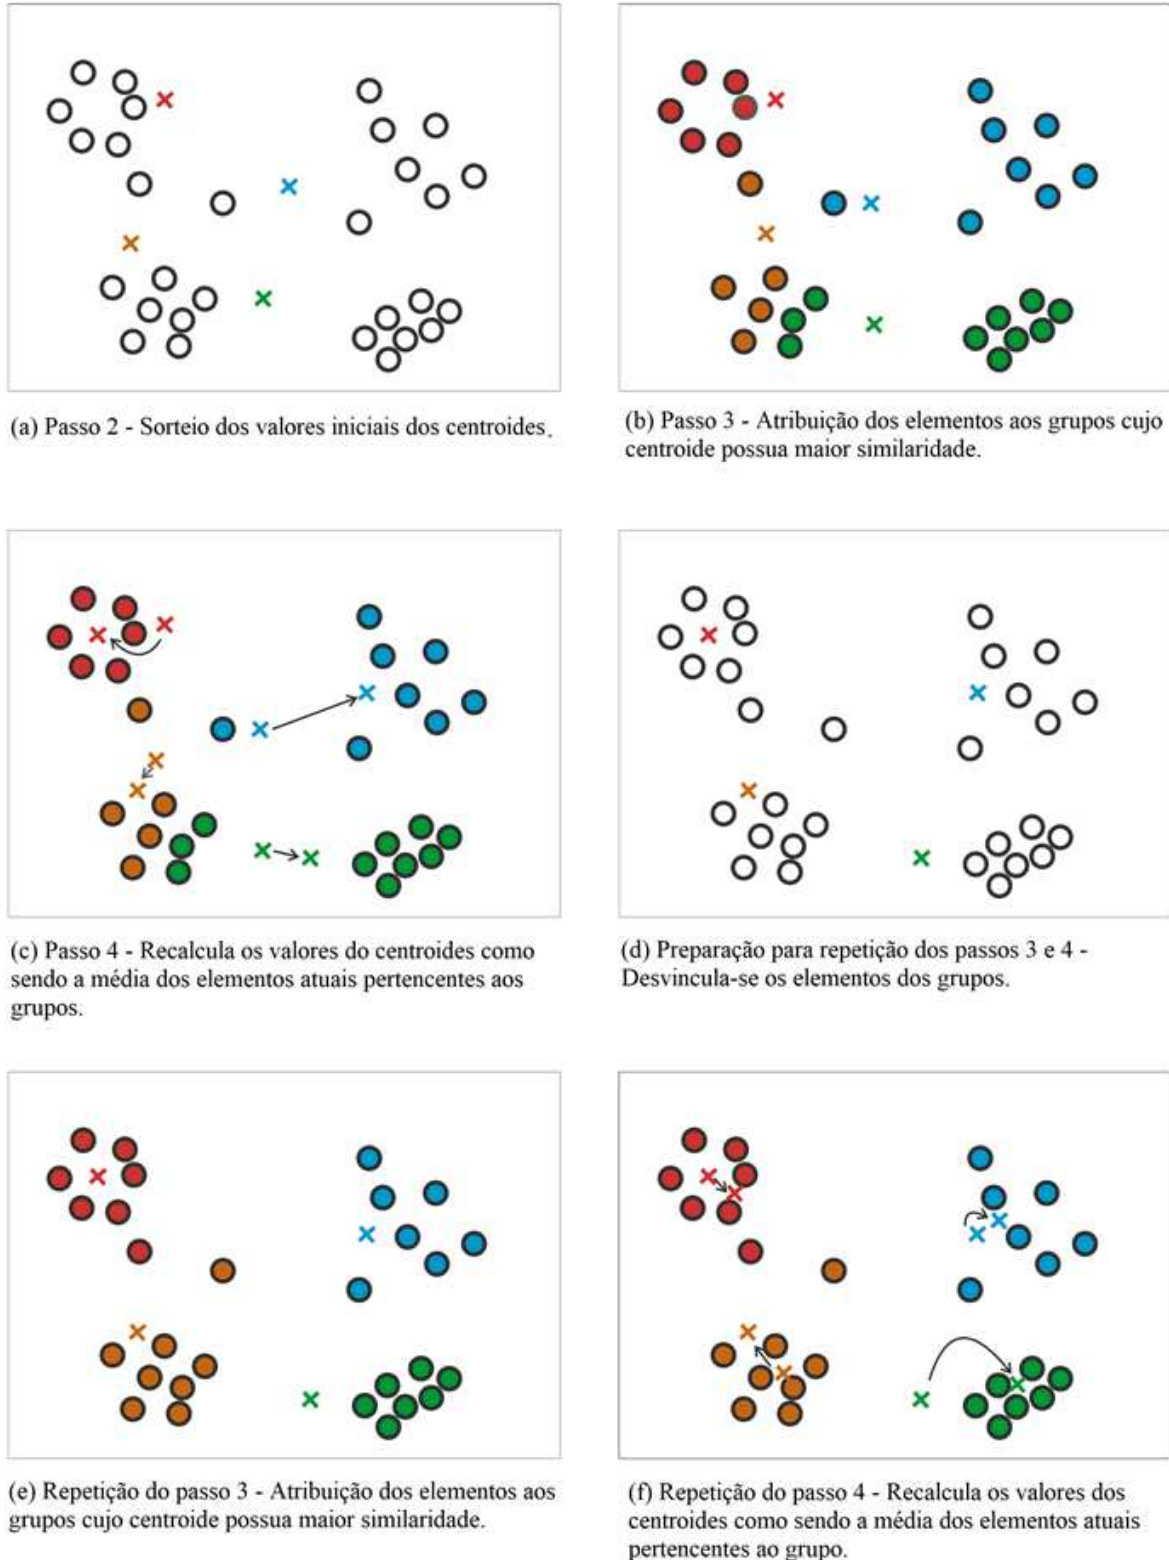 (a) Passo 2 - Sorteio dos valores iniciais dos centroides.
(b) Passo 3 - Atribuição dos elementos aos grupos cujo
centroide possua maior similaridade.
(c) Passo 4 - Recalcula os valores do centroides como
sendo a média dos elementos atuais pertencentes aos
grupos.
(d) Preparação para repetição dos passos 3 e 4 -
Desvincula-se os elementos dos grupos.
(e) Repetição do passo 3 - Atribuição dos elementos aos
grupos cujo centroide possua maior similaridade.
(f) Repetição do passo 4 - Recalcula os valores dos
centroides como sendo a média dos elementos atuais
pertencentes ao grupo.